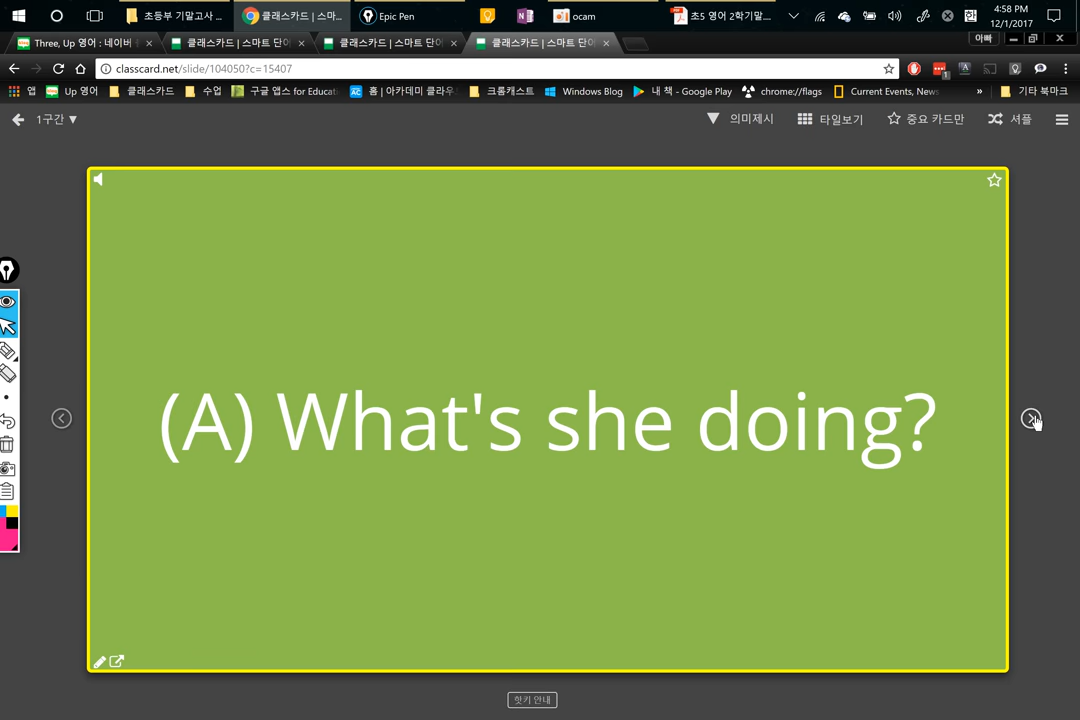 초등부 기말고사 ...
클래스카드 | 스마...
Epic Pen
ocam
초5 영어 2학기말...
한
4:58 PM
12/1/2017
Three, Up 영어 : 네이버
클래스카드 | 스마트 단어
클래스카드 | 스마트 단어
클래스카드 | 스마트 단어
아빠
classcard.net/slide/104050?c=15407
1
앱
Up 영어
클래스카드
수업
구글 앱스 for Educat
홈 | 아카데미 클라우
크롬캐스트
Windows Blog
내 책 - Google Play
chrome://flags
Current Events, News
»
기타 북마크
1구간 ▼
의미제시
타일보기
중요 카드만
셔플
(A) What's she doing?
핫키 안내